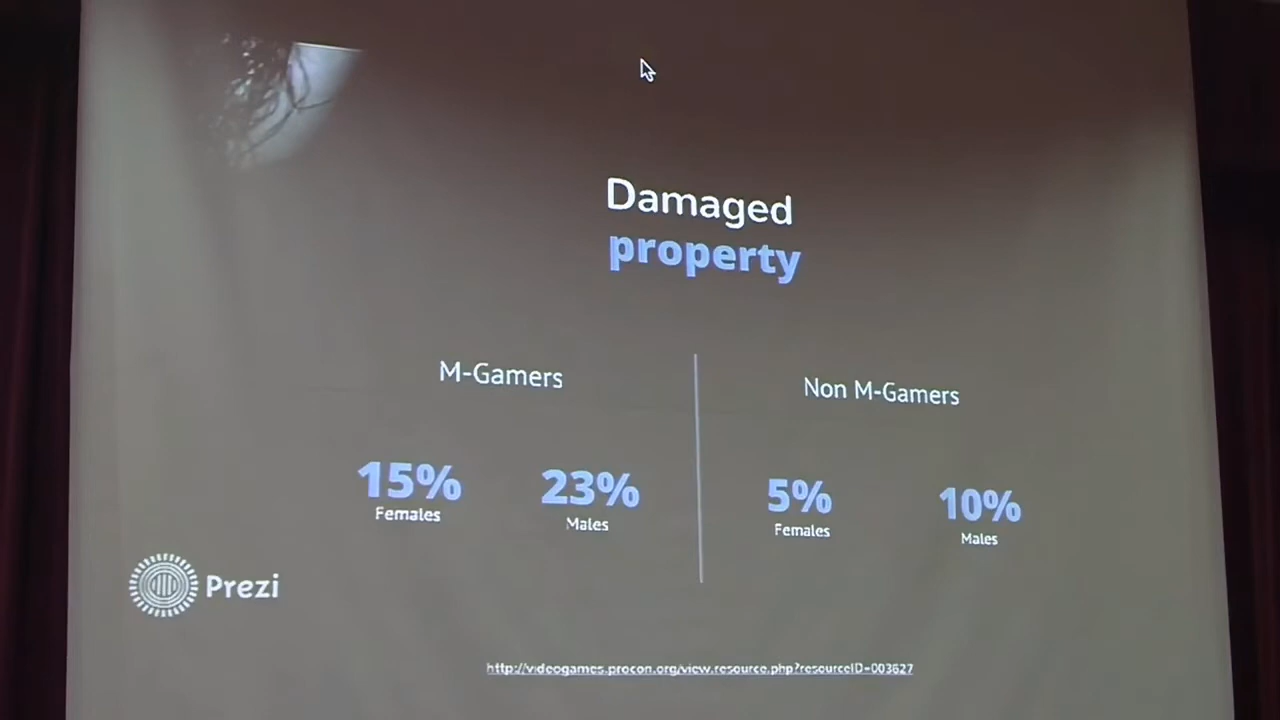 Damaged
property
M-Gamers
Non M-Gamers
15%
Females
23%
Males
5%
Females
10%
Males
Prezi
http://videogames.procon.org/view.resource.php?resourceID=003627